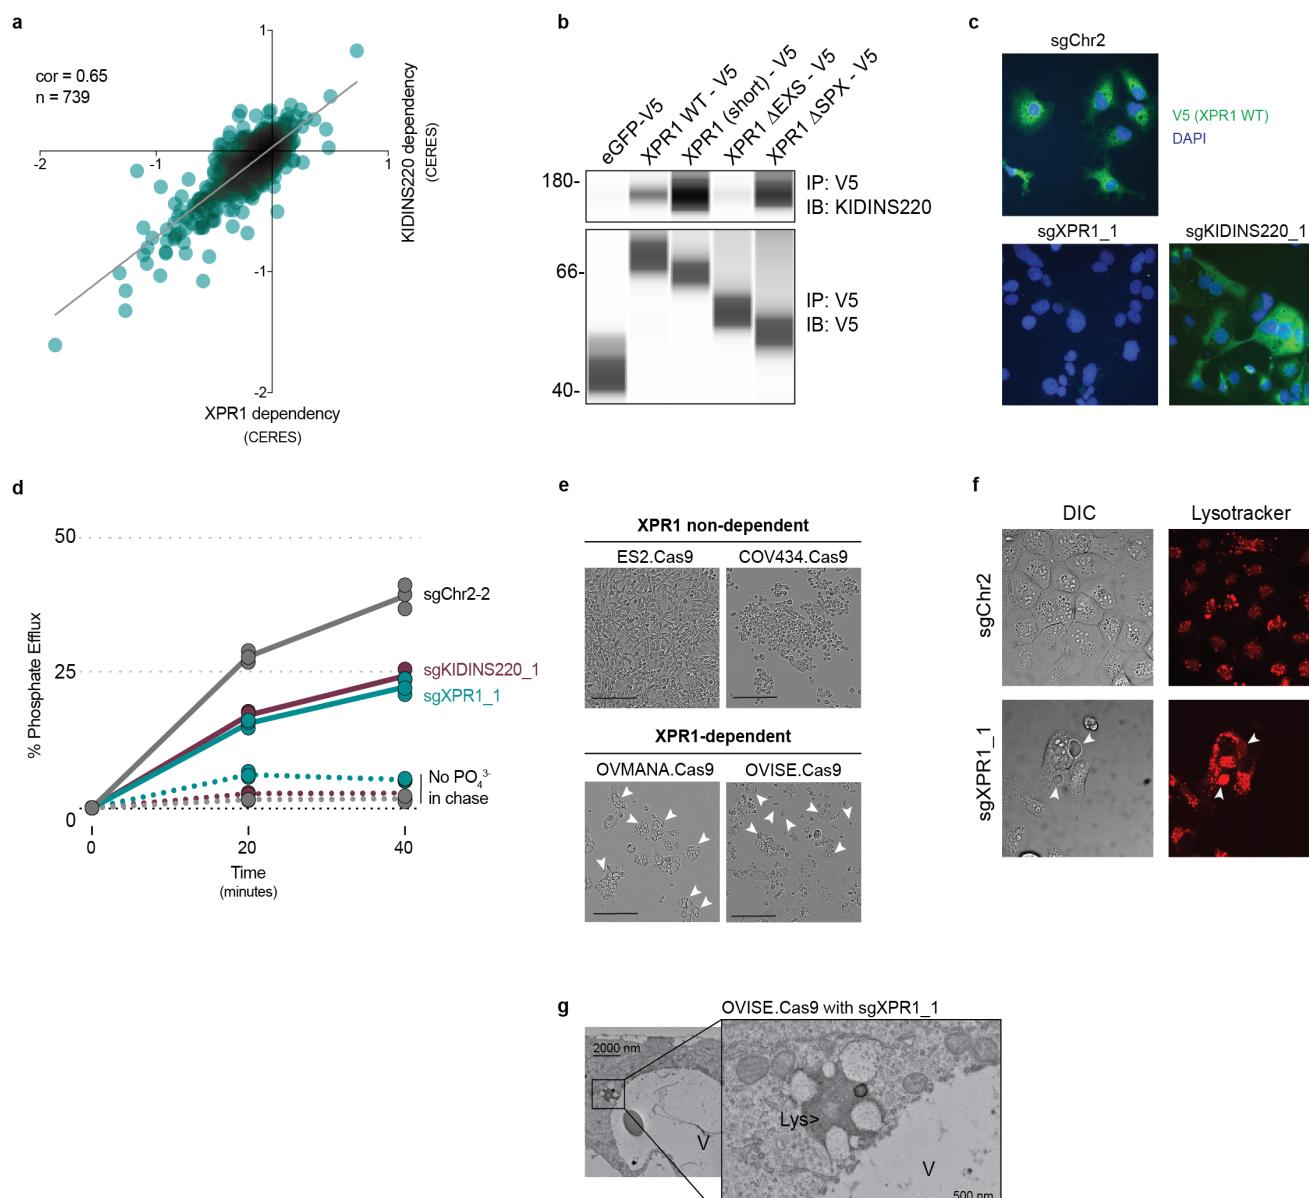 a
cor = 0.65
n = 739
1
-2
-1
1
-1
-2
KIDINS220 dependency
(CERES)
XPR1 dependency
(CERES)
b
eGFP-V5
XPR1 WT - V5
XPR1 (short) - V5
XPR1 ΔEXS - V5
XPR1 ΔSPX - V5
180-
IP: V5
IB: KIDINS220
66-
IP: V5
IB: V5
40-
c
sgChr2
V5 (XPR1 WT)
DAPI
sgXPR1_1
sgKIDINS220_1
d
50
25
0
% Phosphate Efflux
sgChr2-2
sgKIDINS220_1
sgXPR1_1
No PO₄³⁻
in chase
0
20
40
Time
(minutes)
e
XPR1 non-dependent
ES2.Cas9
COV434.Cas9
XPR1-dependent
OVMANA.Cas9
OVISE.Cas9
f
DIC
Lysotracker
sgChr2
sgXPR1_1
g
OVISE.Cas9 with sgXPR1_1
2000 nm
V
Lys>
V
500 nm